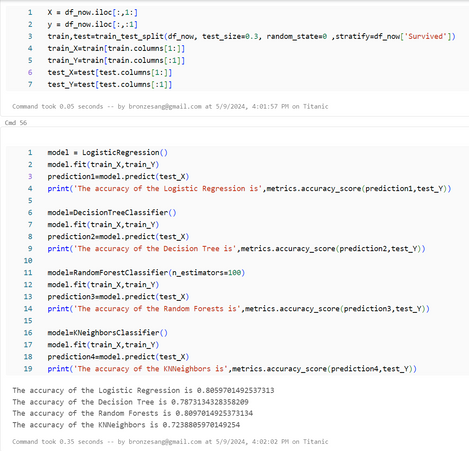 1 X = df_now.iloc[:,1:]
2 y = df_now.iloc[:,:1]
3 train,test=train_test_split(df_now, test_size=0.3, random_state=0 ,stratify=df_now['Survived'])
4 train_X=train[train.columns[1:]]
5 train_Y=train[train.columns[:1]]
6 test_X=test[test.columns[1:]]
7 test_Y=test[test.columns[:1]]
Command took 0.05 seconds -- by bronzesang@gmail.com at 5/9/2024, 4:01:57 PM on Titanic
Cmd 56
1 model = LogisticRegression()
2 model.fit(train_X,train_Y)
3 prediction1=model.predict(test_X)
4 print('The accuracy of the Logistic Regression is',metrics.accuracy_score(prediction1,test_Y))
5
6 model=DecisionTreeClassifier()
7 model.fit(train_X,train_Y)
8 prediction2=model.predict(test_X)
9 print('The accuracy of the Decision Tree is',metrics.accuracy_score(prediction2,test_Y))
10
11 model=RandomForestClassifier(n_estimators=100)
12 model.fit(train_X,train_Y)
13 prediction3=model.predict(test_X)
14 print('The accuracy of the Random Forests is',metrics.accuracy_score(prediction3,test_Y))
15
16 model=KNeighborsClassifier()
17 model.fit(train_X,train_Y)
18 prediction4=model.predict(test_X)
19 print('The accuracy of the KNNeighbors is',metrics.accuracy_score(prediction4,test_Y))
The accuracy of the Logistic Regression is 0.8059701492537313
The accuracy of the Decision Tree is 0.7873134328358209
The accuracy of the Random Forests is 0.8097014925373134
The accuracy of the KNNeighbors is 0.7238805970149254
Command took 0.35 seconds -- by bronzesang@gmail.com at 5/9/2024, 4:02:02 PM on Titanic